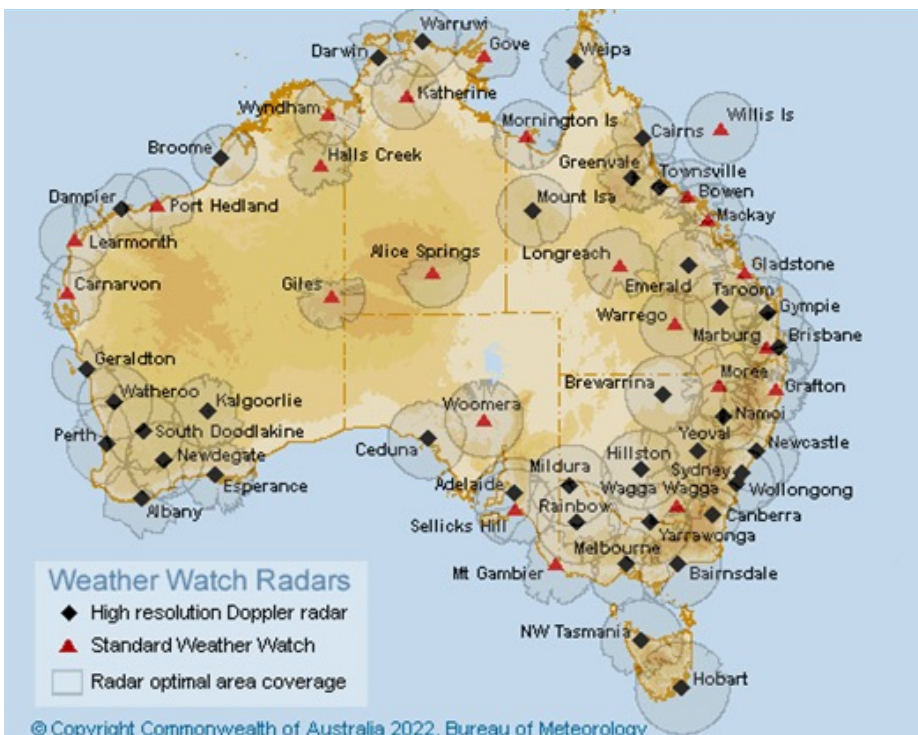 Warruwi
Darwin
Gove
Weipa
Katherine
Wyndham
Mornington Is
Willis Is
Cairns
Broome
Halls Creek
Greenvale
Townsville
Dampier
Port Hedland
Mount Isa
Bowen
Mackay
Learmonth
Alice Springs
Longreach
Gladstone
Carnarvon
Giles
Emerald
Taroom
Gympie
Warrego
Marburg
Brisbane
Geraldton
Moree
Brewarrina
Grafton
Watheroo
Kalgoorlie
Woomera
Namoi
Perth
South Doodlakine
Ceduna
Yeoval
Newcastle
Newdegate
Hillston
Mildura
Sydney
Esperance
Adelaide
Wagga Wagga
Wollongong
Albany
Rainbow
Sellicks Hill
Canberra
Yarrawonga
Melbourne
Mt Gambier
Bairnsdale
NW Tasmania
Hobart
Weather Watch Radars
High resolution Doppler radar
Standard Weather Watch
Radar optimal area coverage
© Copyright Commonwealth of Australia 2022, Bureau of Meteorology